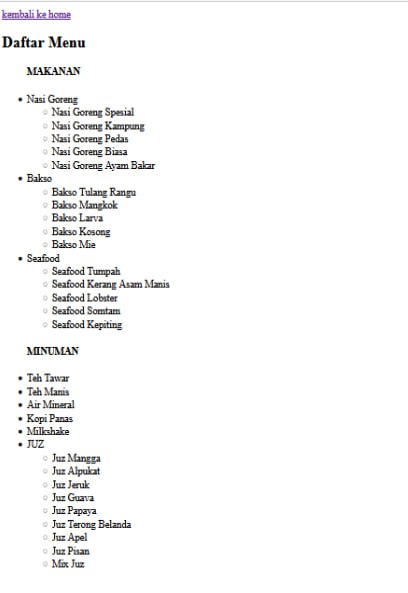 kembali ke home
Daftar Menu
MAKANAN
Nasi Goreng
Nasi Goreng Spesial
Nasi Goreng Kampung
Nasi Goreng Pedas
Nasi Goreng Biasa
Nasi Goreng Ayam Bakar
Bakso
Bakso Tulang Rangu
Bakso Mangkok
Bakso Larva
Bakso Kosong
Bakso Mie
Seafood
Seafood Tumpah
Seafood Kerang Asam Manis
Seafood Lobster
Seafood Somtam
Seafood Kepiting
MINUMAN
Teh Tawar
Teh Manis
Air Mineral
Kopi Panas
Milkshake
JUZ
Juz Mangga
Juz Alpukat
Juz Jeruk
Juz Guava
Juz Papaya
Juz Terong Belanda
Juz Apel
Juz Pisan
Mix Juz